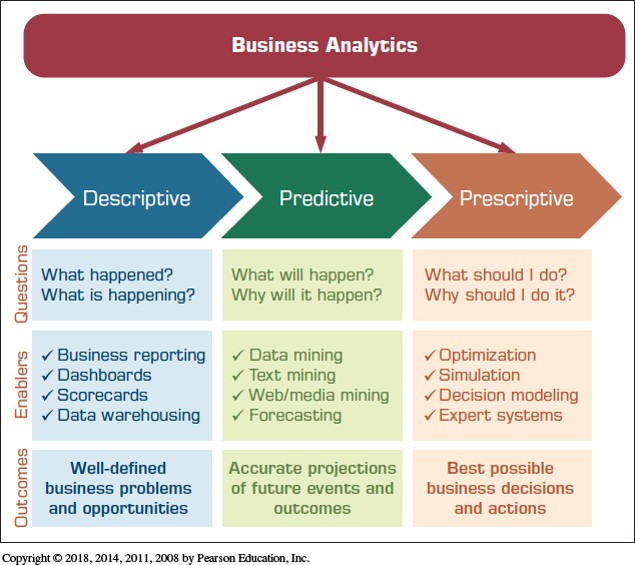 Business Analytics
Descriptive
Predictive
Prescriptive
Questions
What happened?
What is happening?
What will happen?
Why will it happen?
What should I do?
Why should I do it?
Enablers
✓ Business reporting
✓ Dashboards
✓ Scorecards
✓ Data warehousing
✓ Data mining
✓ Text mining
✓ Web/media mining
✓ Forecasting
✓ Optimization
✓ Simulation
✓ Decision modeling
✓ Expert systems
Outcomes
Well-defined
business problems
and opportunities
Accurate projections
of future events and
outcomes
Best possible
business decisions
and actions
Copyright © 2018, 2014, 2011, 2008 by Pearson Education, Inc.